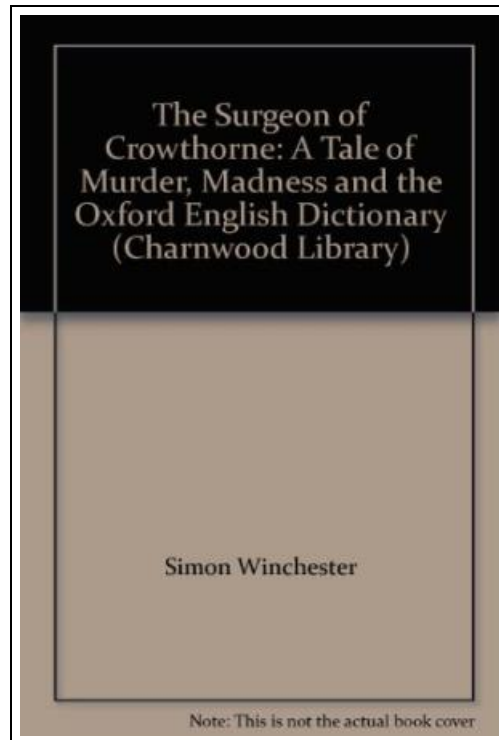 The Surgeon of
Crowthorne: A Tale of
Murder, Madness and the
Oxford English Dictionary
(Charnwood Library)
Simon Winchester
Note: This is not the actual book cover